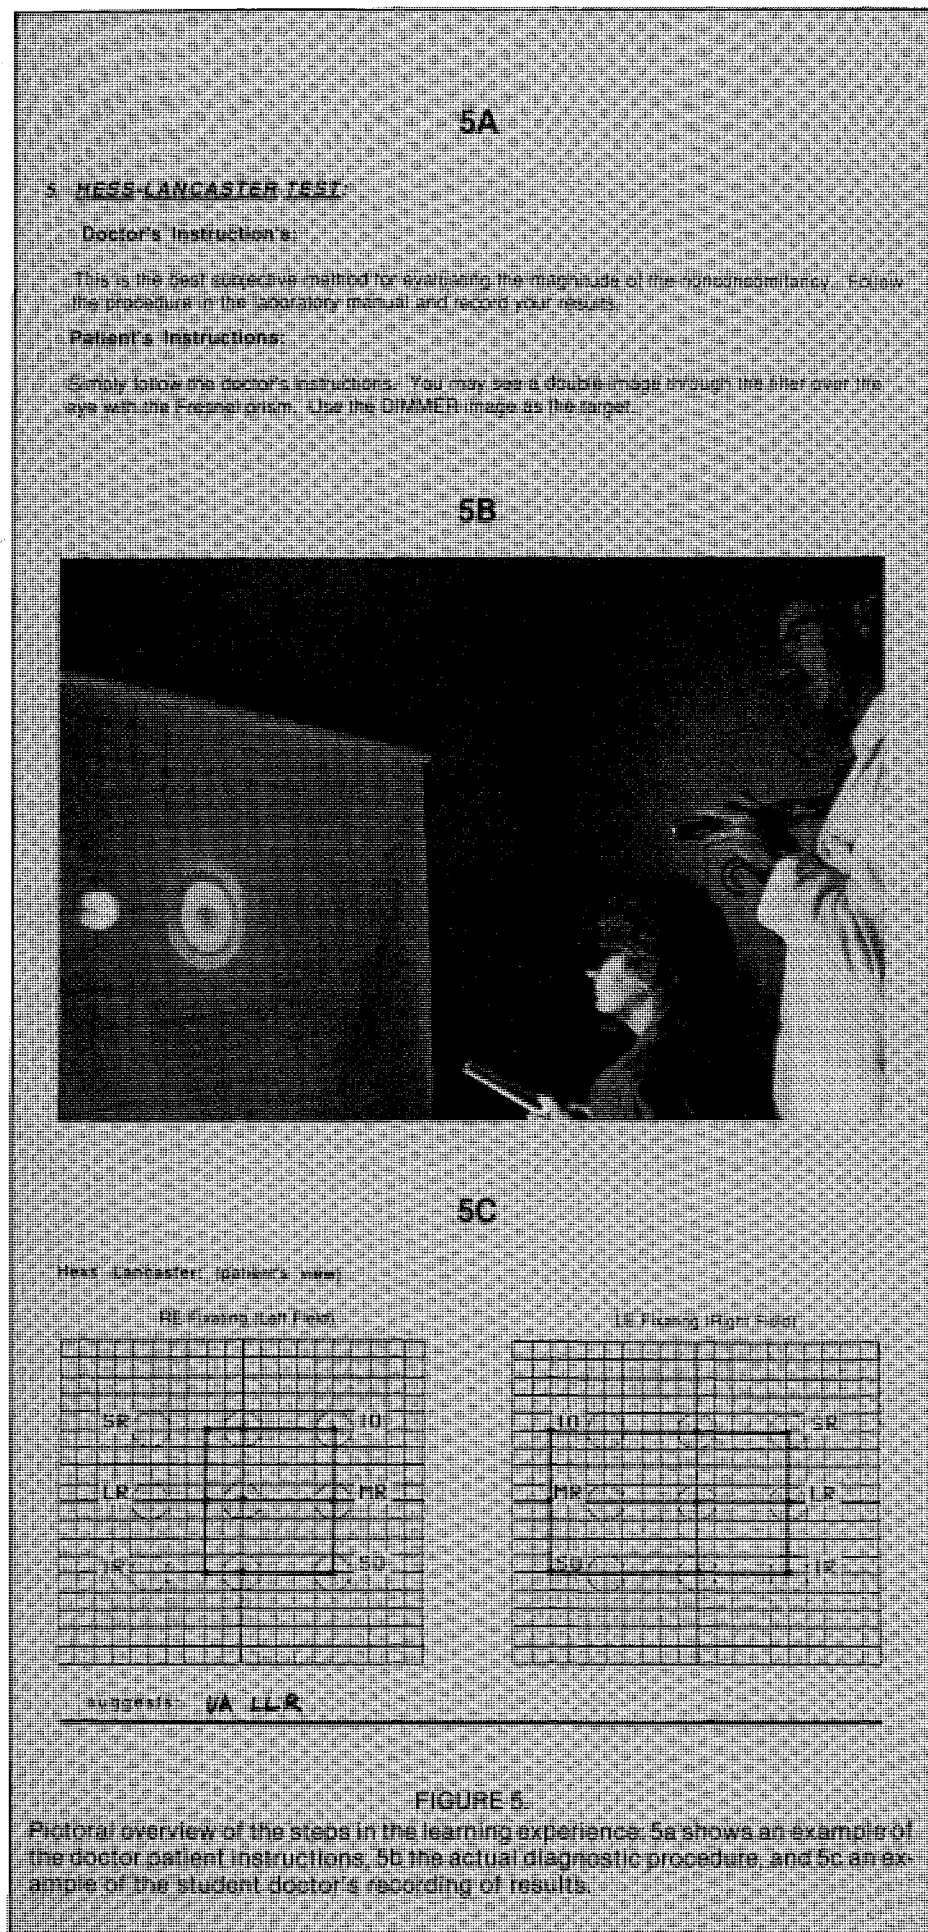 5A
5. HESS-LANCASTER TEST:
Doctor's Instruction's:
This is the best subjective method for evaluating the magnitude of the nonconcomitancy. Follow
the procedure in the laboratory manual and record your results.
Patient's Instructions:
Simply follow the doctor's instructions. You may see a double image through the filter over the
eye with the Fresnel prism. Use the DIMMER image as the target.
5B
5C
Hess Lancaster: (patient's view)
RE Fixating (Left Field) LE Fixating (Right Field)
SR IO IO SR
LR MR MR LR
IR SO SO IR
suggests: UA LLR
FIGURE 5.
Pictoral overview of the steps in the learning experience. 5a shows an example of
the doctor patient instructions, 5b the actual diagnostic procedure, and 5c an ex-
ample of the student doctor's recording of results.